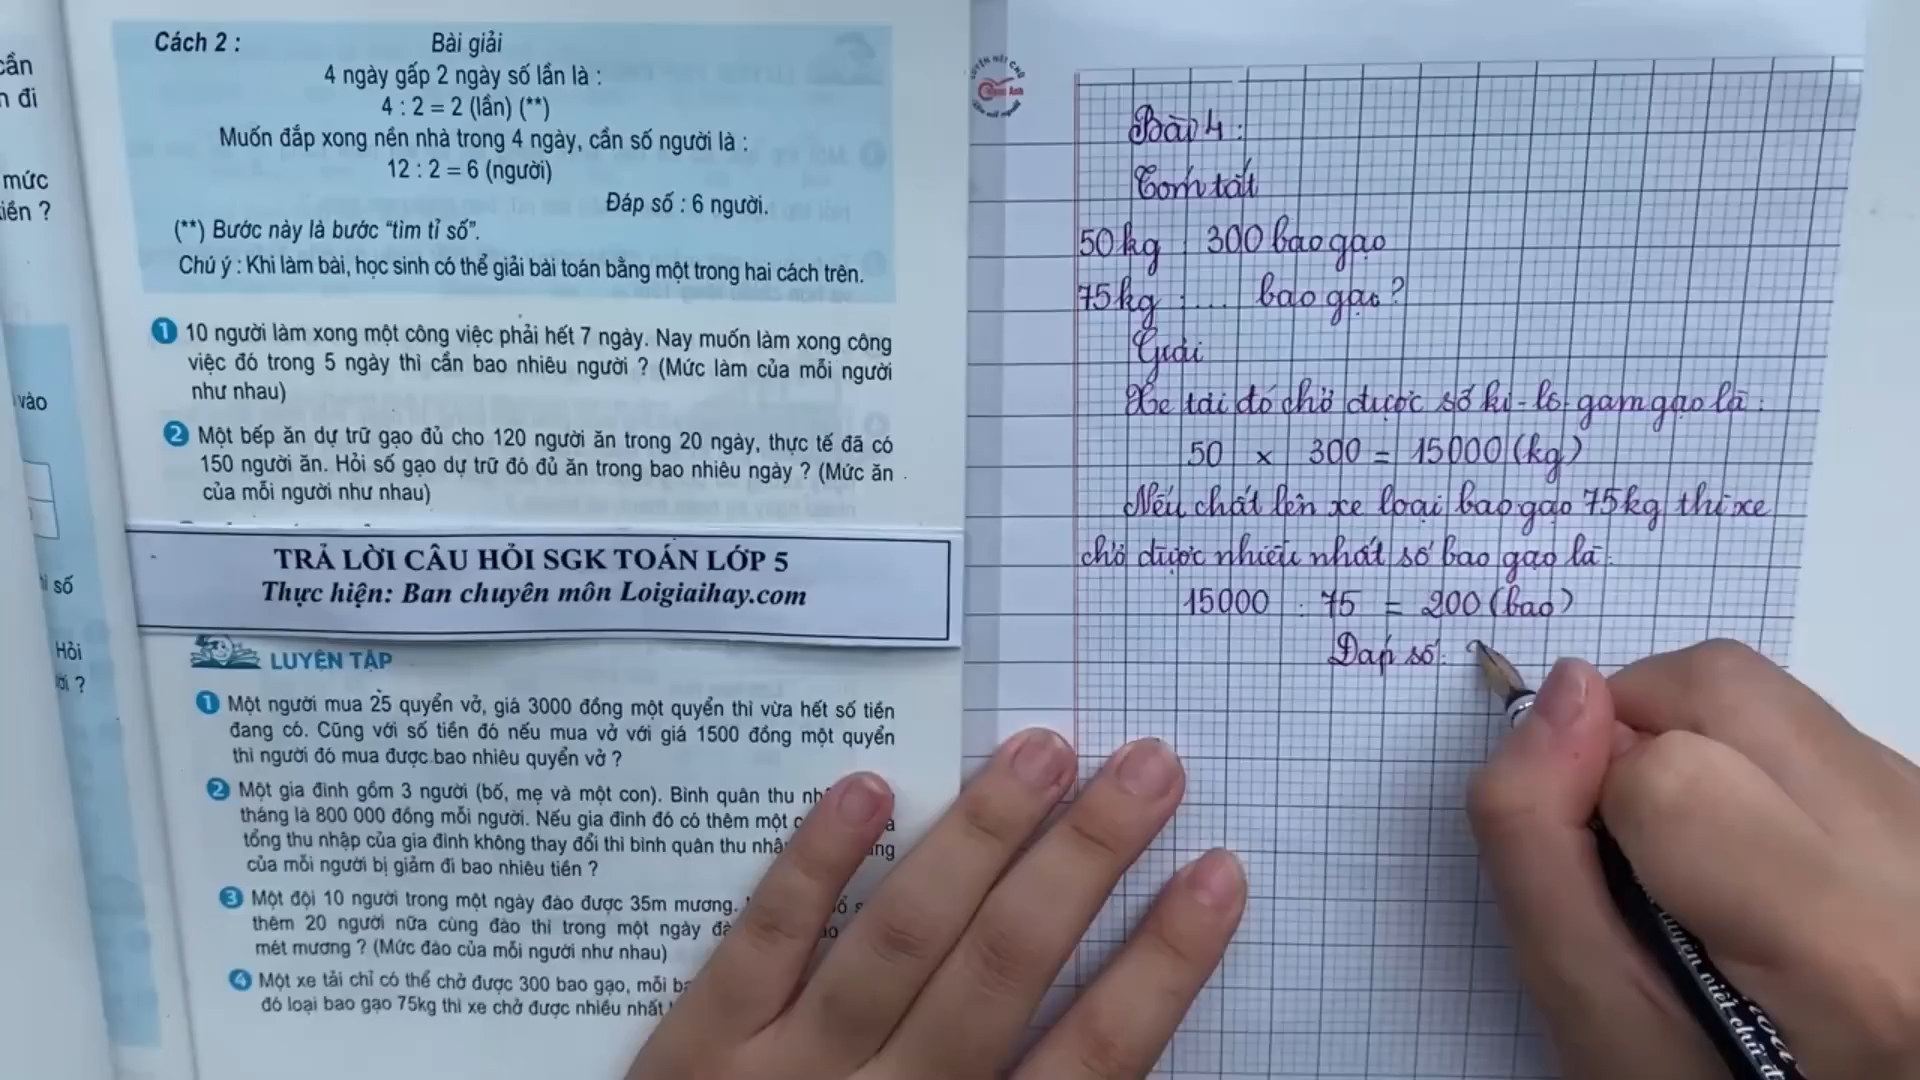 cần
n đi
mức
iền ?
vào
số
Hỏi
ời ?
Cách 2 :
Bài giải
4 ngày gấp 2 ngày số lần là :
4 : 2 = 2 (lần) (**)
Muốn đắp xong nền nhà trong 4 ngày, cần số người là :
12 : 2 = 6 (người)
Đáp số : 6 người.
(**) Bước này là bước “tìm tỉ số”.
Chú ý : Khi làm bài, học sinh có thể giải bài toán bằng một trong hai cách trên.
1 10 người làm xong một công việc phải hết 7 ngày. Nay muốn làm xong công
việc đó trong 5 ngày thì cần bao nhiêu người ? (Mức làm của mỗi người
như nhau)
2 Một bếp ăn dự trữ gạo đủ cho 120 người ăn trong 20 ngày, thực tế đã có
150 người ăn. Hỏi số gạo dự trữ đó đủ ăn trong bao nhiêu ngày ? (Mức ăn
của mỗi người như nhau)
TRẢ LỜI CÂU HỎI SGK TOÁN LỚP 5
Thực hiện: Ban chuyên môn Loigiaihay.com
LUYỆN TẬP
1 Một người mua 25 quyển vở, giá 3000 đồng một quyển thì vừa hết số tiền
đang có. Cũng với số tiền đó nếu mua vở với giá 1500 đồng một quyển
thì người đó mua được bao nhiêu quyển vở ?
2 Một gia đình gồm 3 người (bố, mẹ và một con). Bình quân thu nh
tháng là 800 000 đồng mỗi người. Nếu gia đình đó có thêm một c a
tổng thu nhập của gia đình không thay đổi thì bình quân thu nhậ ng
của mỗi người bị giảm đi bao nhiêu tiền ?
3 Một đội 10 người trong một ngày đào được 35m mương. ổ s
thêm 20 người nữa cùng đào thì trong một ngày đà ao
mét mương ? (Mức đào của mỗi người như nhau)
4 Một xe tải chỉ có thể chở được 300 bao gạo, mỗi ba
đó loại bao gạo 75kg thì xe chở được nhiều nhất
Bài 4 :
Tóm tắt
50kg : 300 bao gạo
75kg : ... bao gạo ?
Giải
Xe tải đó chở được số ki-lô-gam gạo là :
50 x 300 = 15000 (kg)
Nếu chất lên xe loại bao gạo 75kg thì xe
chở được nhiều nhất số bao gạo là :
15000 : 75 = 200 (bao)
Đáp số: